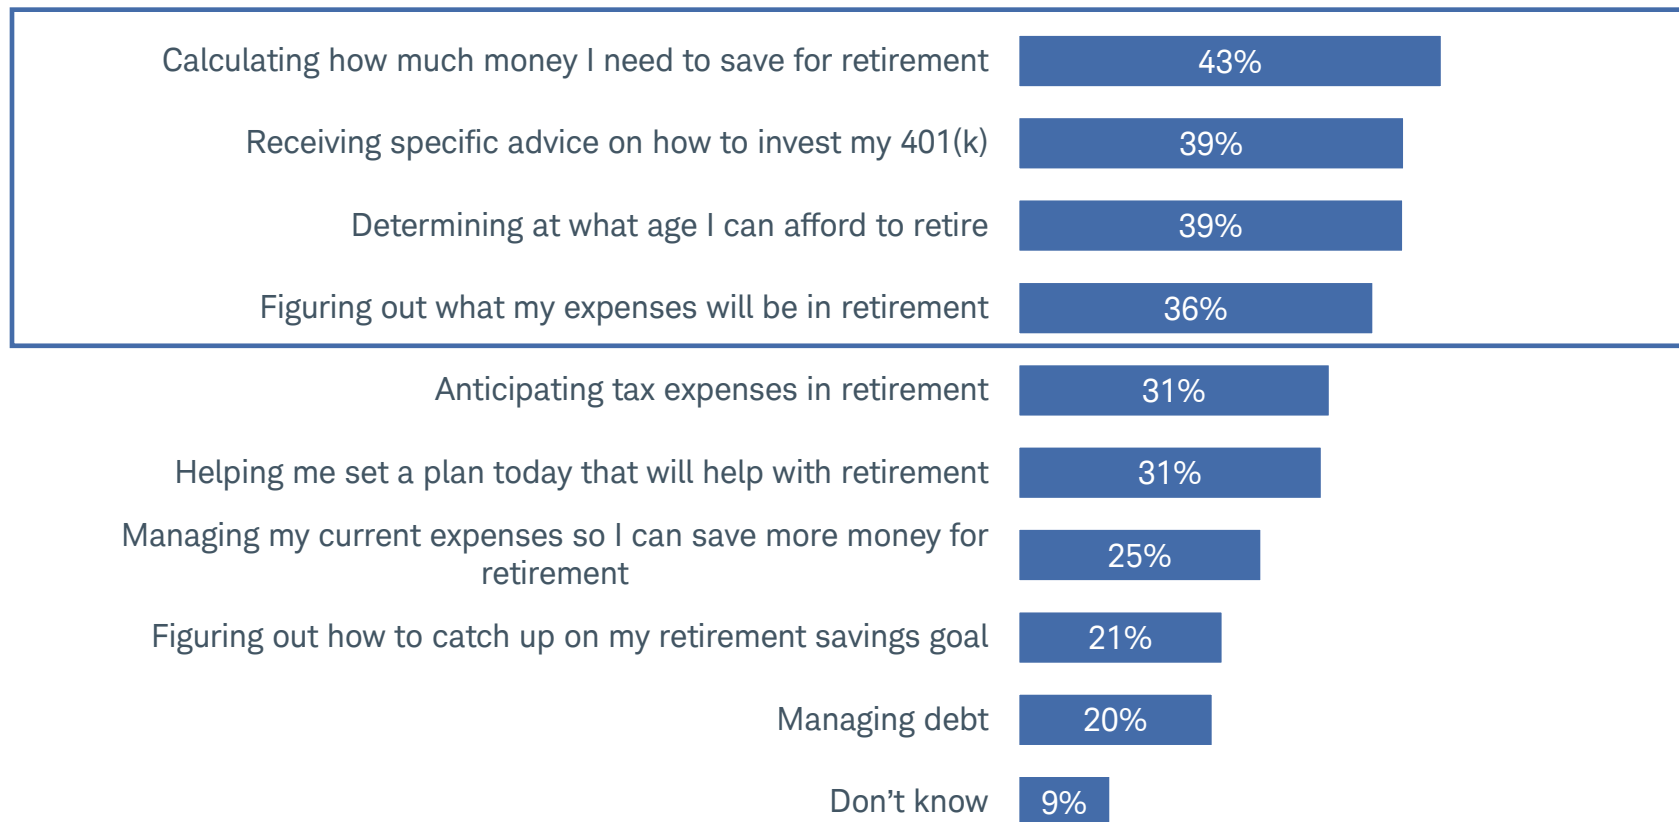 Calculating how much money I need to save for retirement 43%
Receiving specific advice on how to invest my 401(k) 39%
Determining at what age I can afford to retire 39%
Figuring out what my expenses will be in retirement 36%
Anticipating tax expenses in retirement 31%
Helping me set a plan today that will help with retirement 31%
Managing my current expenses so I can save more money for
retirement 25%
Figuring out how to catch up on my retirement savings goal 21%
Managing debt 20%
Don't know 9%